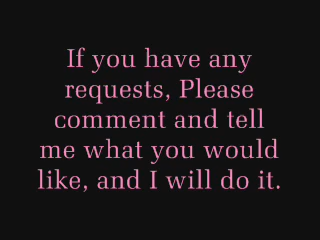 If you have any
requests, Please
comment and tell
me what you would
like, and I will do it.